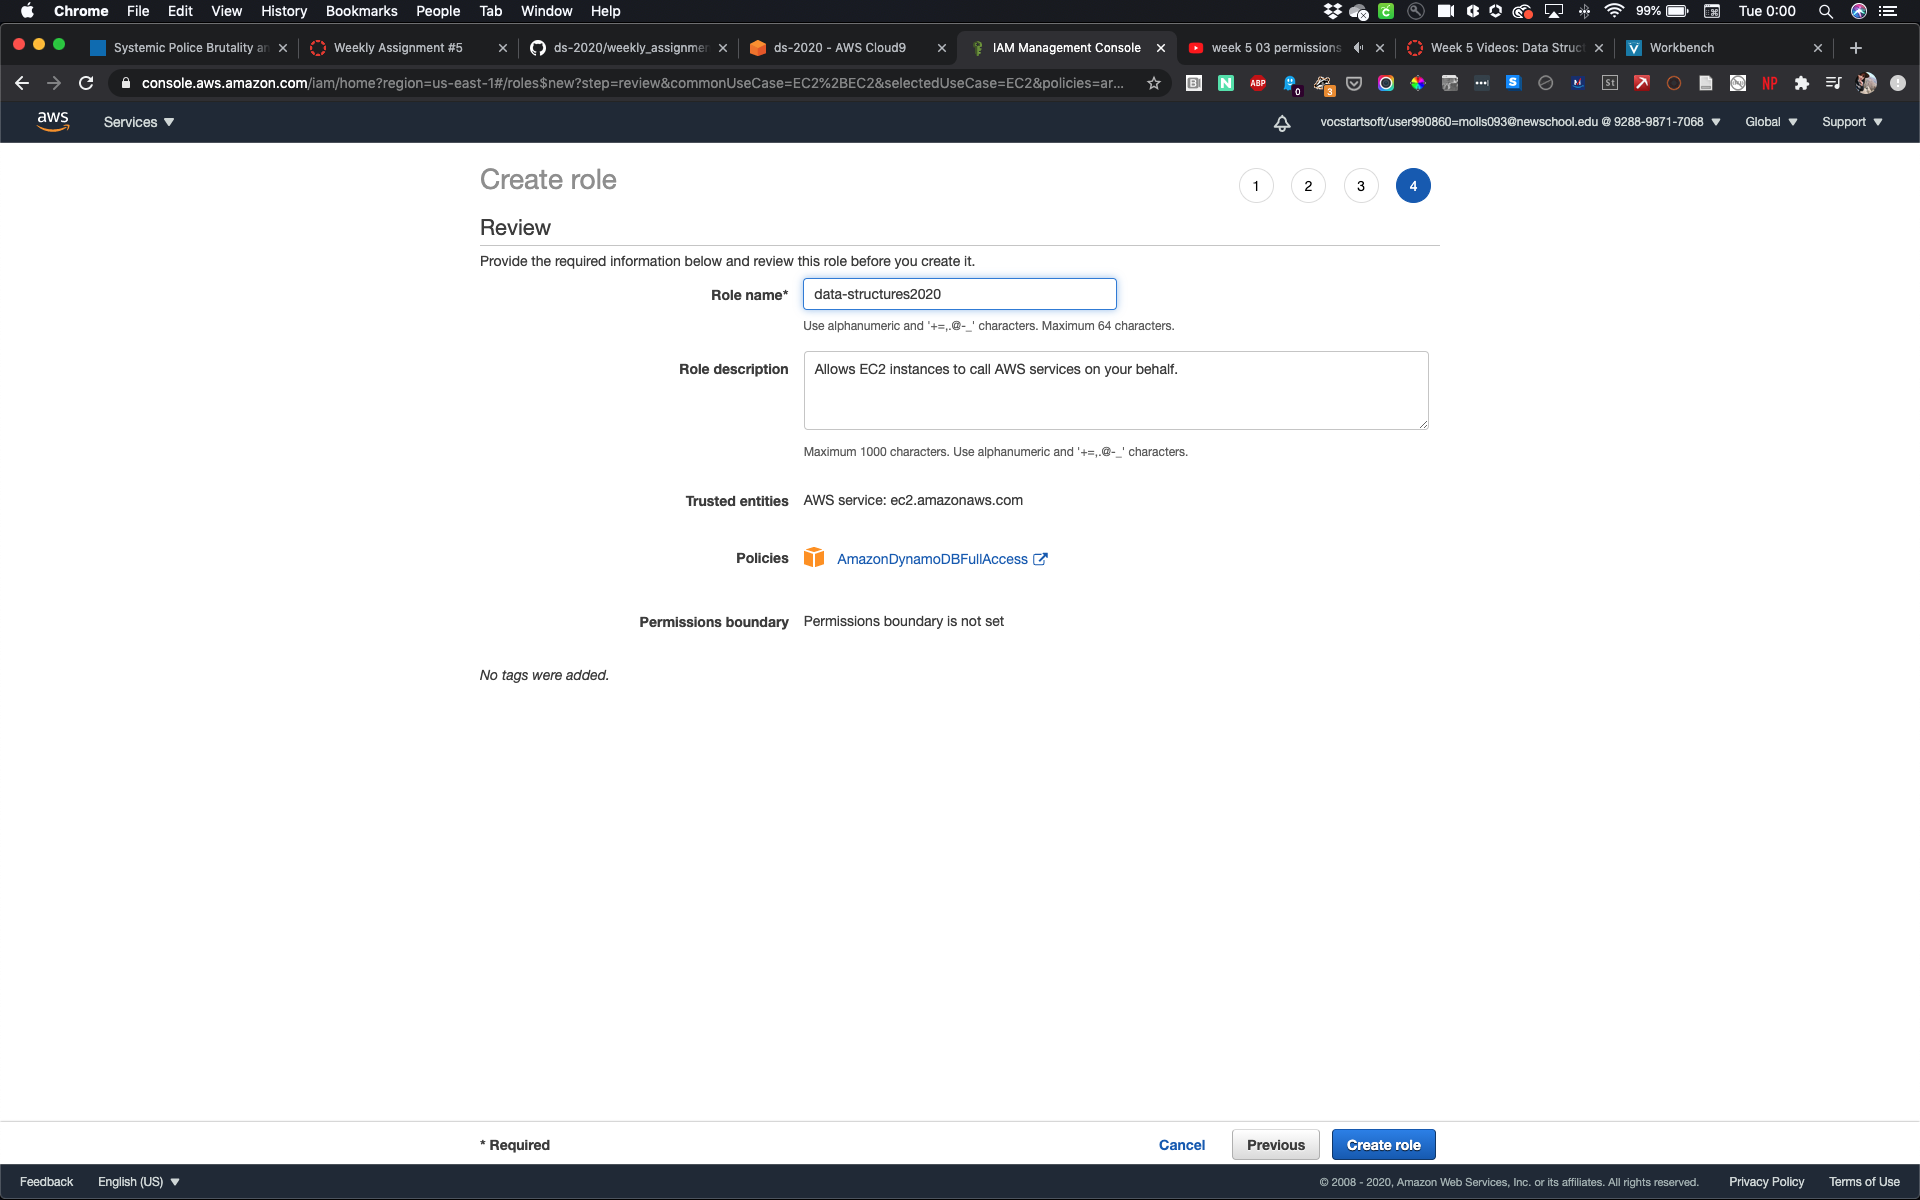 Chrome File Edit View History Bookmarks People Tab Window Help 99% Tue 0:00
Systemic Police Brutality an
Weekly Assignment #5
ds-2020/weekly_assignmen
ds-2020 - AWS Cloud9
IAM Management Console
week 5 03 permissions
Week 5 Videos: Data Struct
Workbench
console.aws.amazon.com/iam/home?region=us-east-1#/roles$new?step=review&commonUseCase=EC2%2BEC2&selectedUseCase=EC2&policies=ar...
aws Services vocstartsoft/user990860=molls093@newschool.edu @ 9288-9871-7068 Global Support
Create role 1 2 3 4
Review
Provide the required information below and review this role before you create it.
Role name* data-structures2020
Use alphanumeric and '+=,.@-_' characters. Maximum 64 characters.
Role description Allows EC2 instances to call AWS services on your behalf.
Maximum 1000 characters. Use alphanumeric and '+=,.@-_' characters.
Trusted entities AWS service: ec2.amazonaws.com
Policies AmazonDynamoDBFullAccess
Permissions boundary Permissions boundary is not set
No tags were added.
* Required Cancel Previous Create role
Feedback English (US) © 2008 - 2020, Amazon Web Services, Inc. or its affiliates. All rights reserved. Privacy Policy Terms of Use